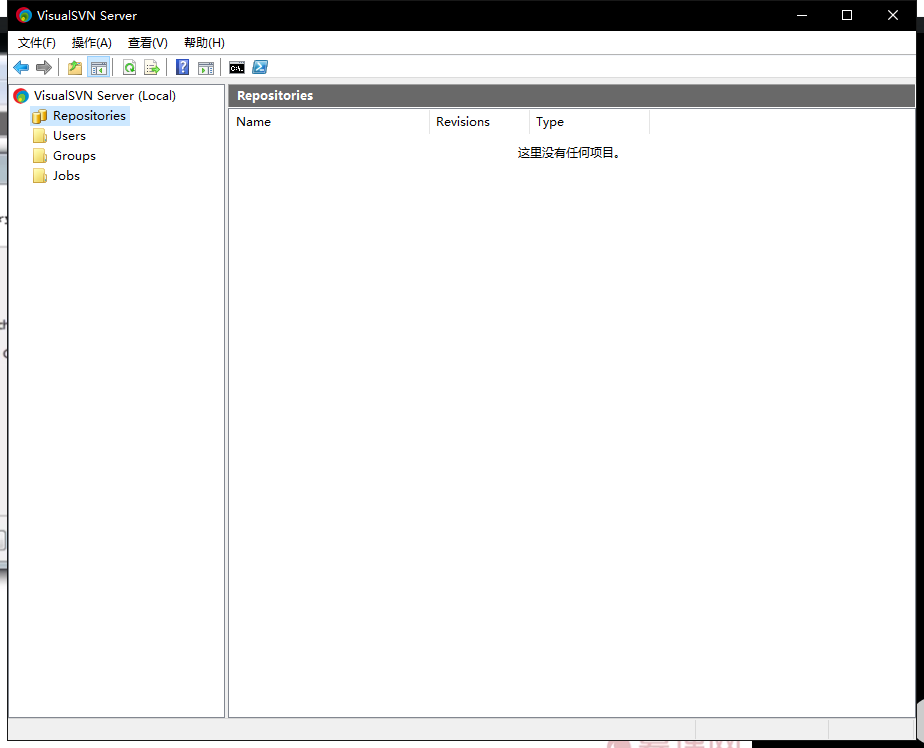 VisualSVN Server
文件(F) 操作(A) 查看(V) 帮助(H)
VisualSVN Server (Local)
Repositories
Users
Groups
Jobs
Repositories
Name Revisions Type
这里没有任何项目。